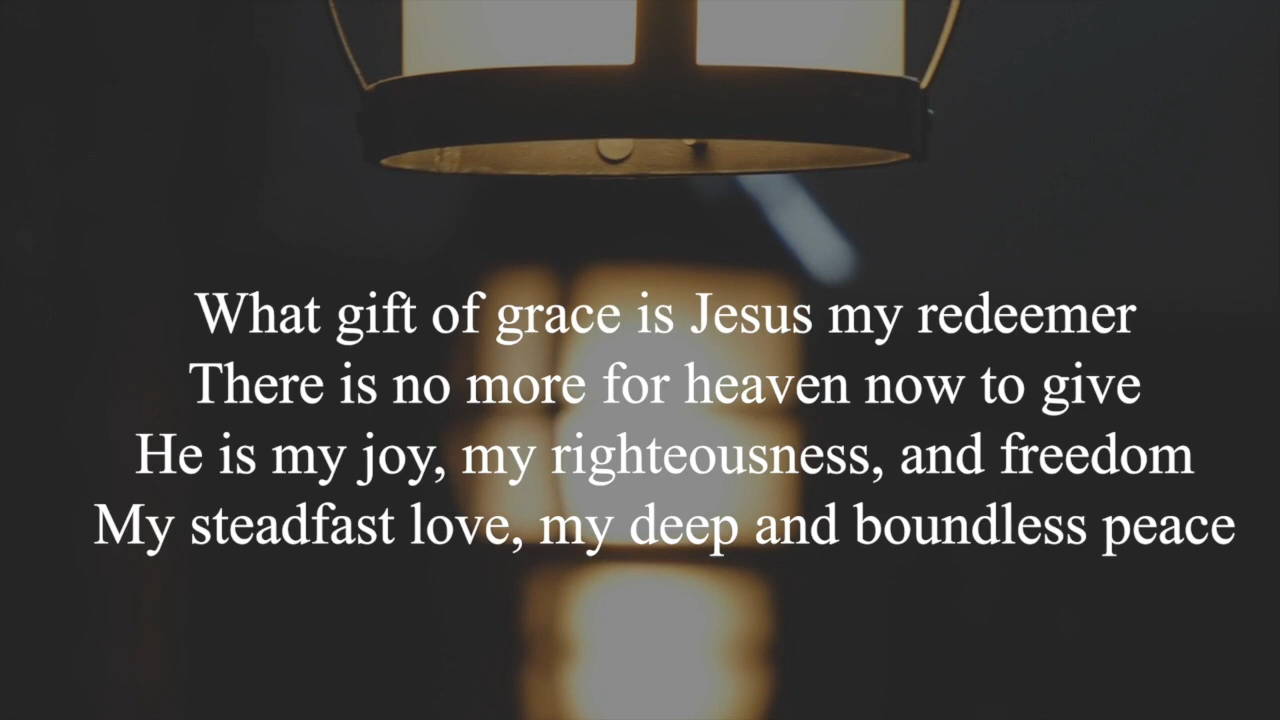 What gift of grace is Jesus my redeemer
There is no more for heaven now to give
He is my joy, my righteousness, and freedom
My steadfast love, my deep and boundless peace